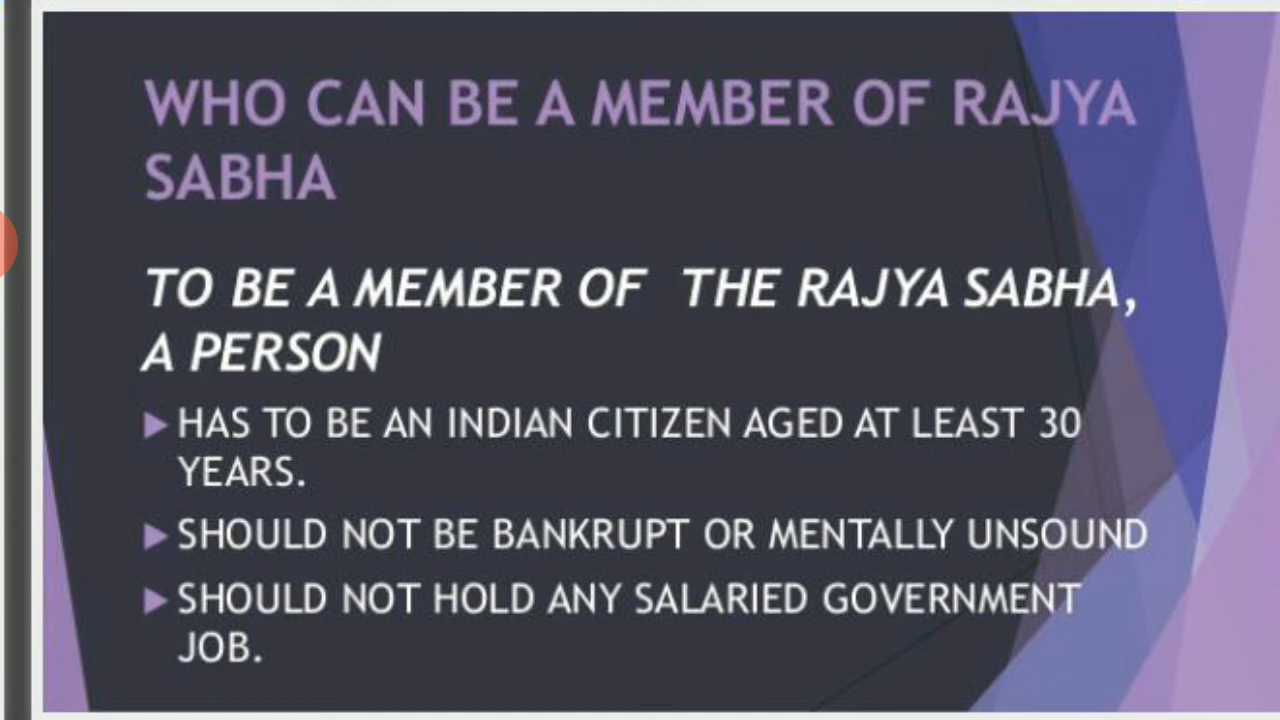 WHO CAN BE A MEMBER OF RAJYA
SABHA
TO BE A MEMBER OF THE RAJYA SABHA,
A PERSON
HAS TO BE AN INDIAN CITIZEN AGED AT LEAST 30
YEARS.
SHOULD NOT BE BANKRUPT OR MENTALLY UNSOUND
SHOULD NOT HOLD ANY SALARIED GOVERNMENT
JOB.